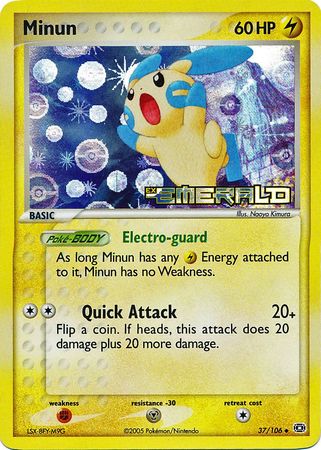 Minun 60 HP
EX
EMERALD
BASIC Illus. Naoyo Kimura
Poké-BODY Electro-guard
As long Minun has any Energy attached
to it, Minun has no Weakness.
Quick Attack 20+
Flip a coin. If heads, this attack does 20
damage plus 20 more damage.
weakness resistance -30 retreat cost
LSX-8FY-M9G ©2005 Pokémon/Nintendo 37/106